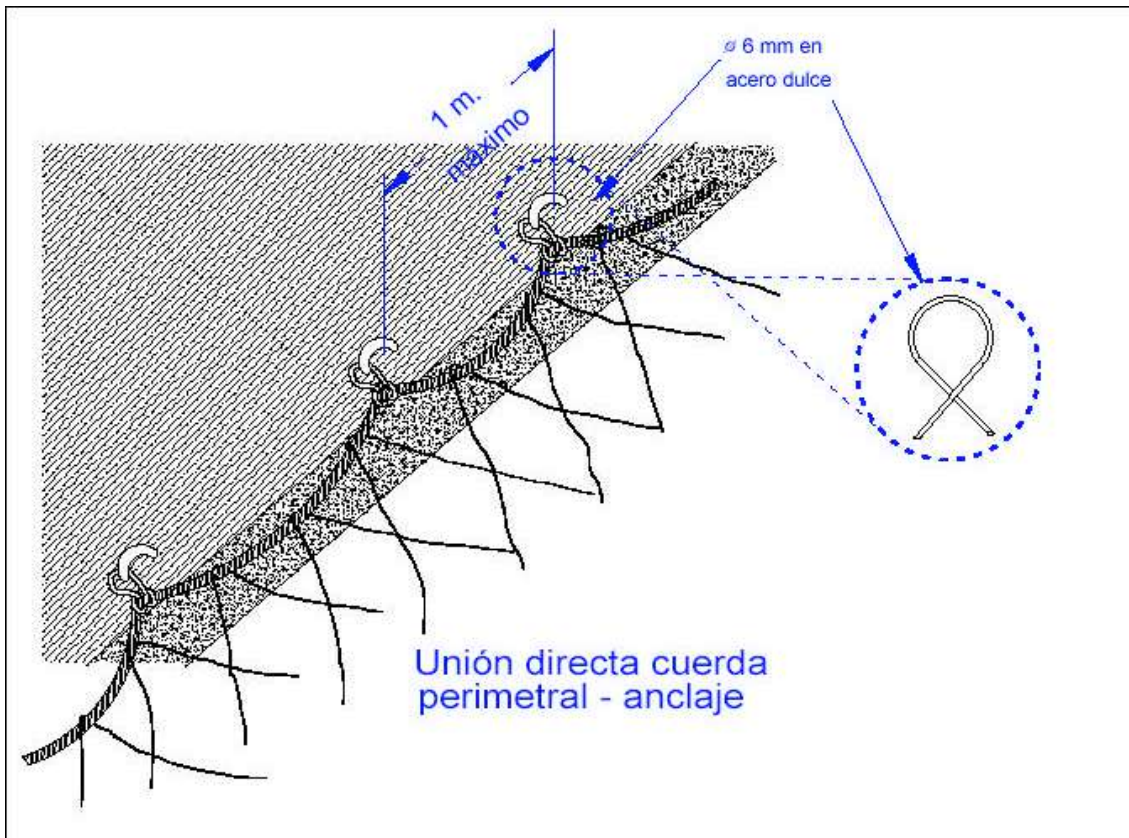 ø 6 mm en
acero dulce
1 m.
máximo
Unión directa cuerda
perimetral - anclaje